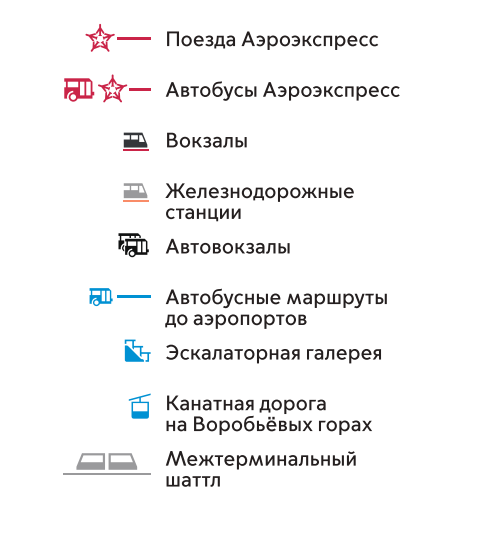 Поезда Аэроэкспресс
Автобусы Аэроэкспресс
Вокзалы
Железнодорожные
станции
Автовокзалы
Автобусные маршруты
до аэропортов
Эскалаторная галерея
Канатная дорога
на Воробьёвых горах
Межтерминальный
шаттл